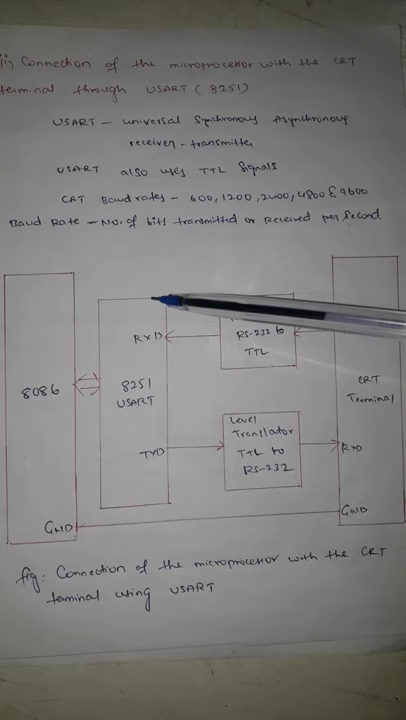 ii) Connection of the microprocessor with the CRT
terminal through USART (8251)
USART - universal Synchronous Asynchronous
receiver - transmitter
USART also uses TTL Signals
CRT Baud rates - 600, 1200, 2400, 4800 & 9600.
Baud Rate - No. of bits transmitted or Received per second.
8086
GND
8251
USART
RXD
TXD
RS-232 to
TTL
Level
Translator
TTL to
RS-232
CRT
Terminal
RXD
GND
fig: Connection of the microprocessor with the CRT
terminal using USART